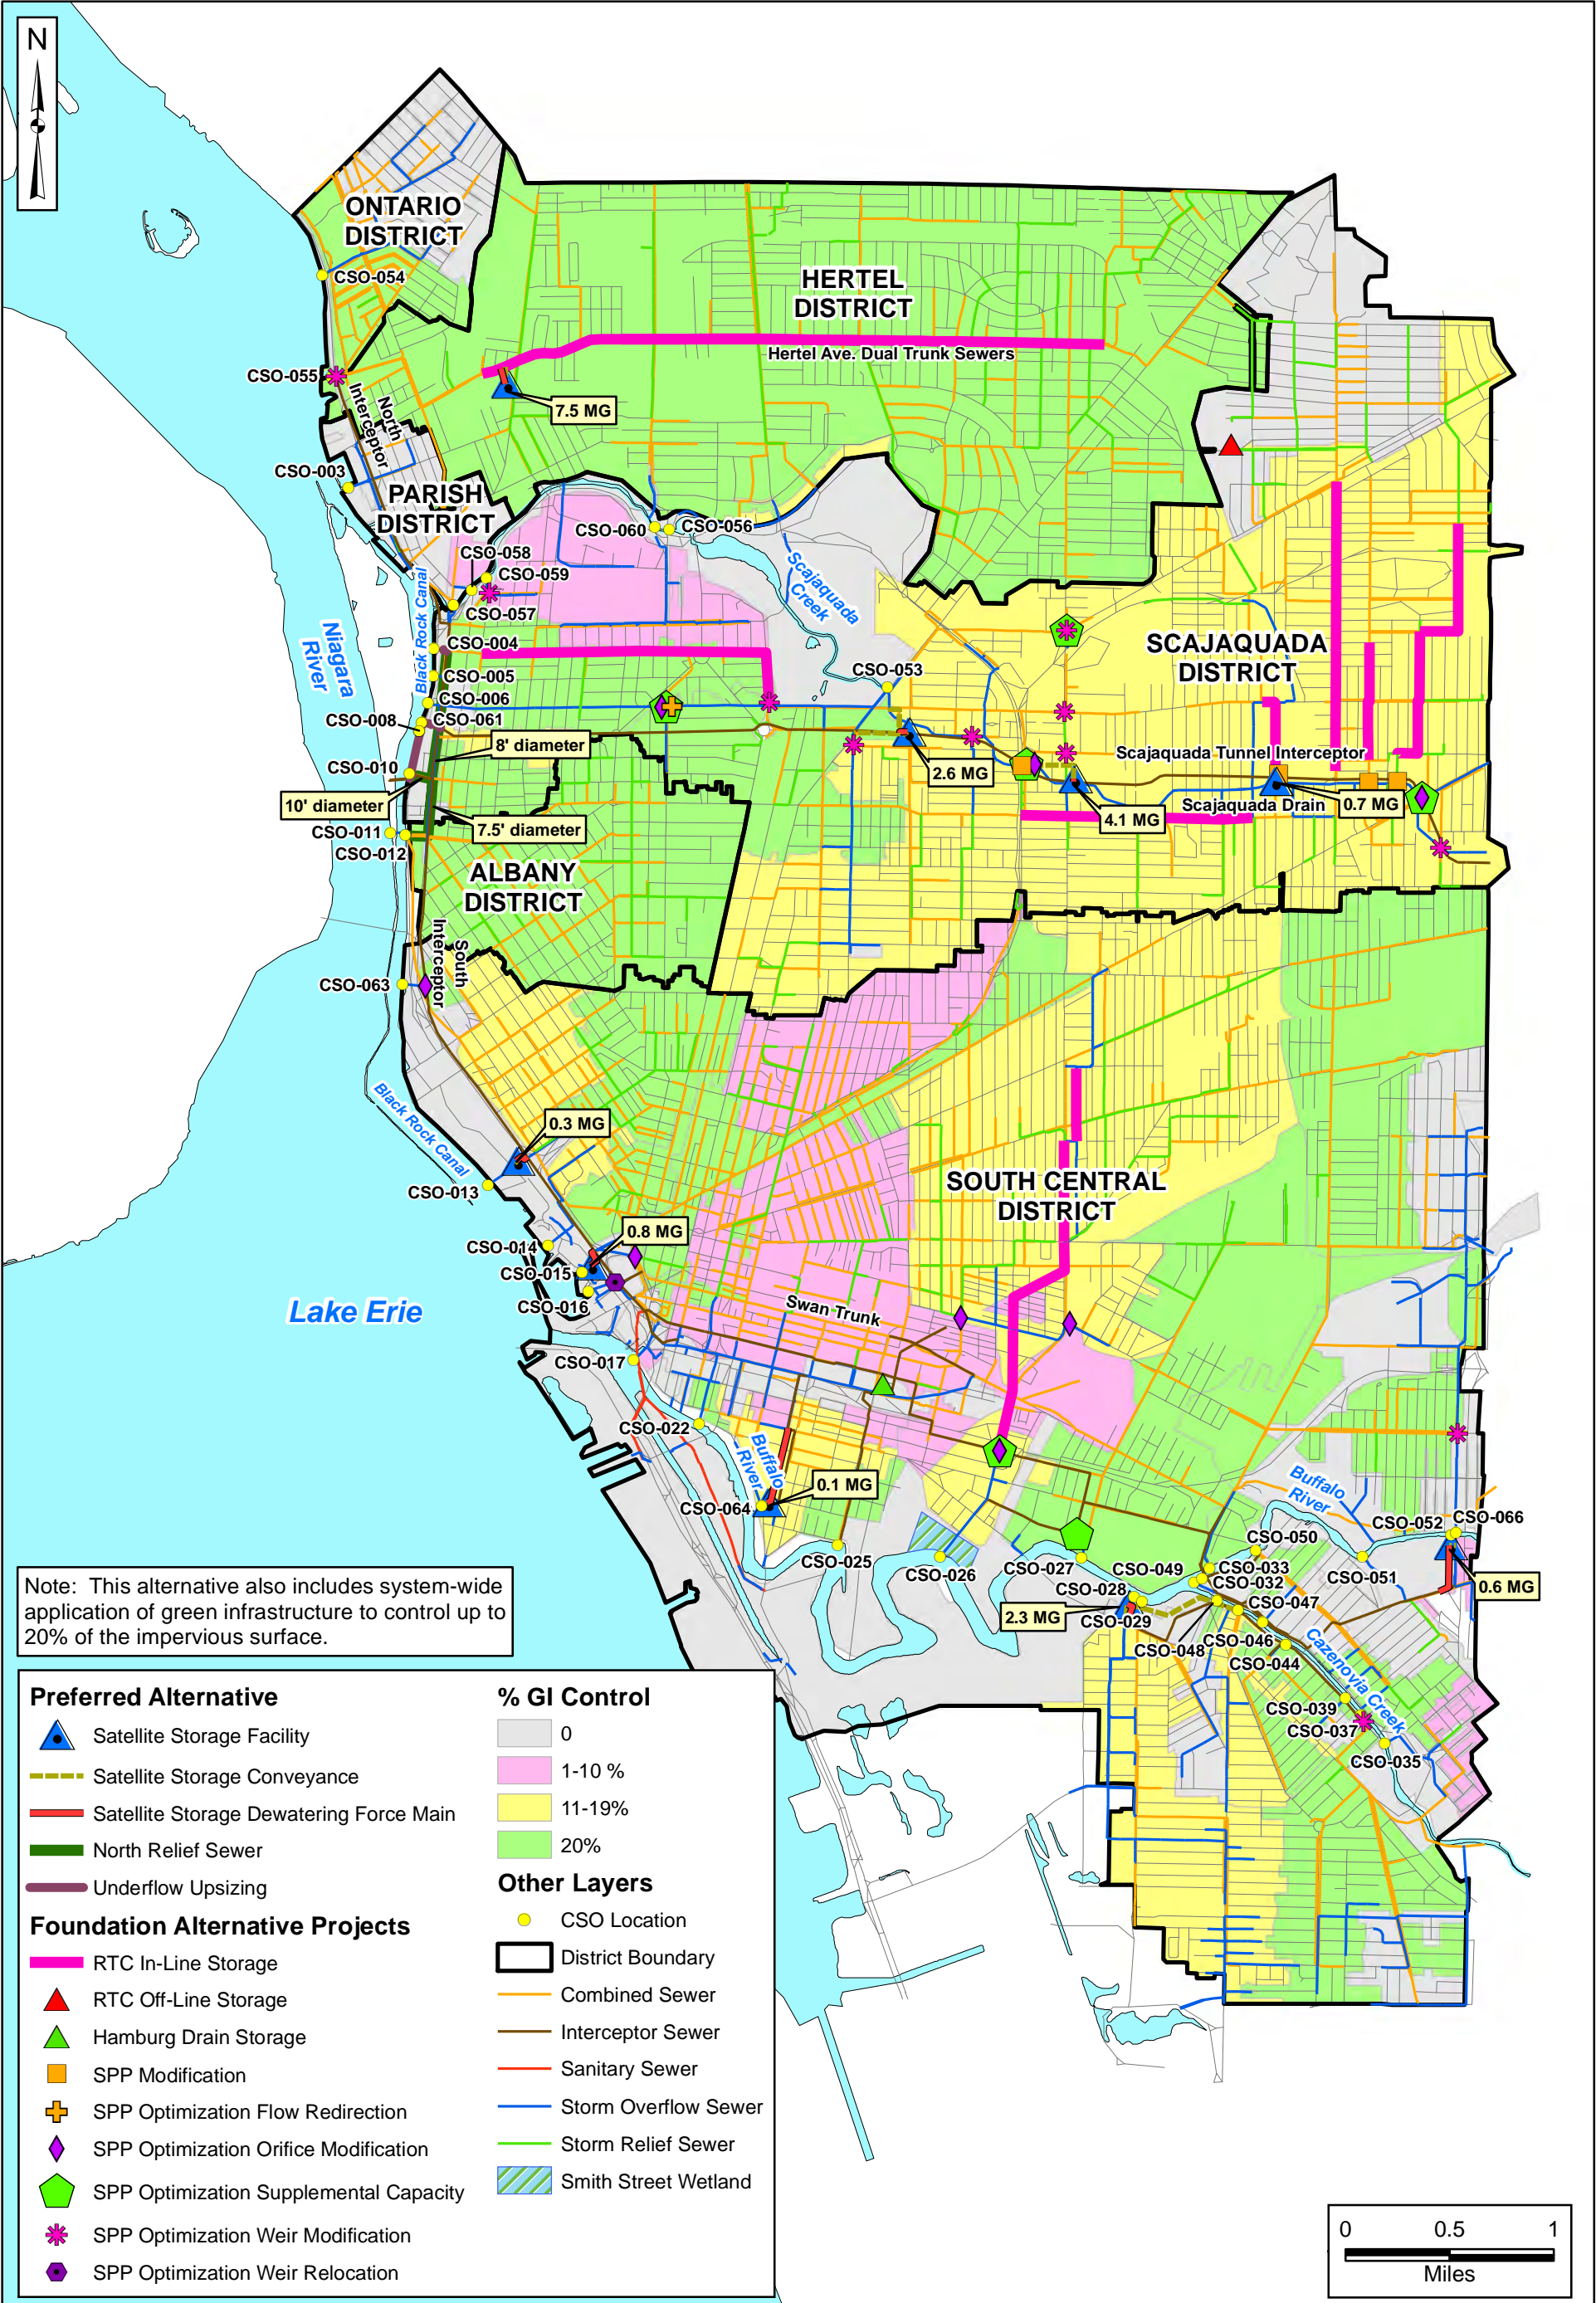 N
ONTARIO
DISTRICT
CSO-054
HERTEL
DISTRICT
Hertel Ave. Dual Trunk Sewers
CSO-055
North
Interceptor
7.5 MG
CSO-003
PARISH
DISTRICT
CSO-060
CSO-056
CSO-058
CSO-059
CSO-057
Scajaquada
Creek
Black Rock Canal
Niagara
River
CSO-004
CSO-005
CSO-006
CSO-008
CSO-061
CSO-053
SCAJAQUADA
DISTRICT
8' diameter
CSO-010
10' diameter
7.5' diameter
CSO-011
CSO-012
Scajaquada Tunnel Interceptor
2.6 MG
4.1 MG
Scajaquada Drain
0.7 MG
ALBANY
DISTRICT
South
Interceptor
CSO-063
Black Rock Canal
0.3 MG
CSO-013
SOUTH CENTRAL
DISTRICT
CSO-014
0.8 MG
CSO-015
CSO-016
Lake Erie
Swan Trunk
CSO-017
CSO-022
Buffalo
River
0.1 MG
CSO-064
CSO-025
CSO-026
CSO-027
Buffalo
River
CSO-052
CSO-066
CSO-050
CSO-051
CSO-049
CSO-033
CSO-032
CSO-028
0.6 MG
2.3 MG
CSO-029
CSO-047
CSO-048
CSO-046
CSO-044
Cazenovia Creek
CSO-039
CSO-037
CSO-035
Note: This alternative also includes system-wide
application of green infrastructure to control up to
20% of the impervious surface.
Preferred Alternative
Satellite Storage Facility
Satellite Storage Conveyance
Satellite Storage Dewatering Force Main
North Relief Sewer
Underflow Upsizing
Foundation Alternative Projects
RTC In-Line Storage
RTC Off-Line Storage
Hamburg Drain Storage
SPP Modification
SPP Optimization Flow Redirection
SPP Optimization Orifice Modification
SPP Optimization Supplemental Capacity
SPP Optimization Weir Modification
SPP Optimization Weir Relocation
% GI Control
0
1-10 %
11-19%
20%
Other Layers
CSO Location
District Boundary
Combined Sewer
Interceptor Sewer
Sanitary Sewer
Storm Overflow Sewer
Storm Relief Sewer
Smith Street Wetland
0 0.5 1
Miles